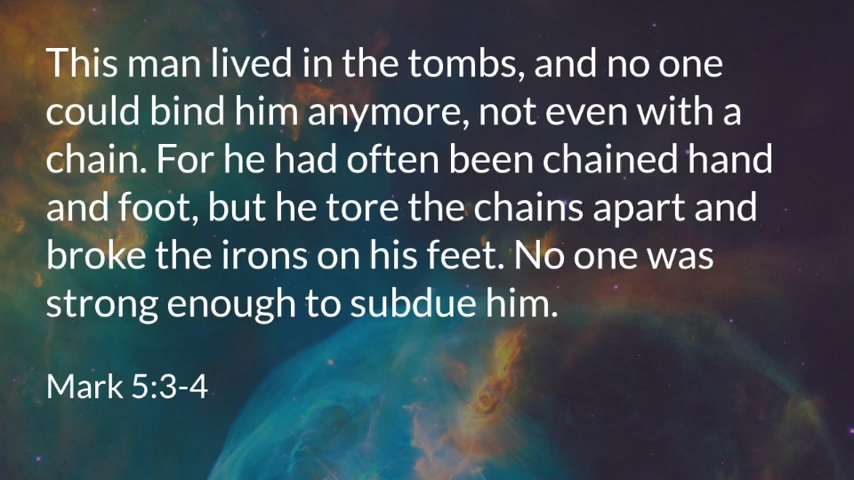 This man lived in the tombs, and no one
could bind him anymore, not even with a
chain. For he had often been chained hand
and foot, but he tore the chains apart and
broke the irons on his feet. No one was
strong enough to subdue him.
Mark 5:3-4